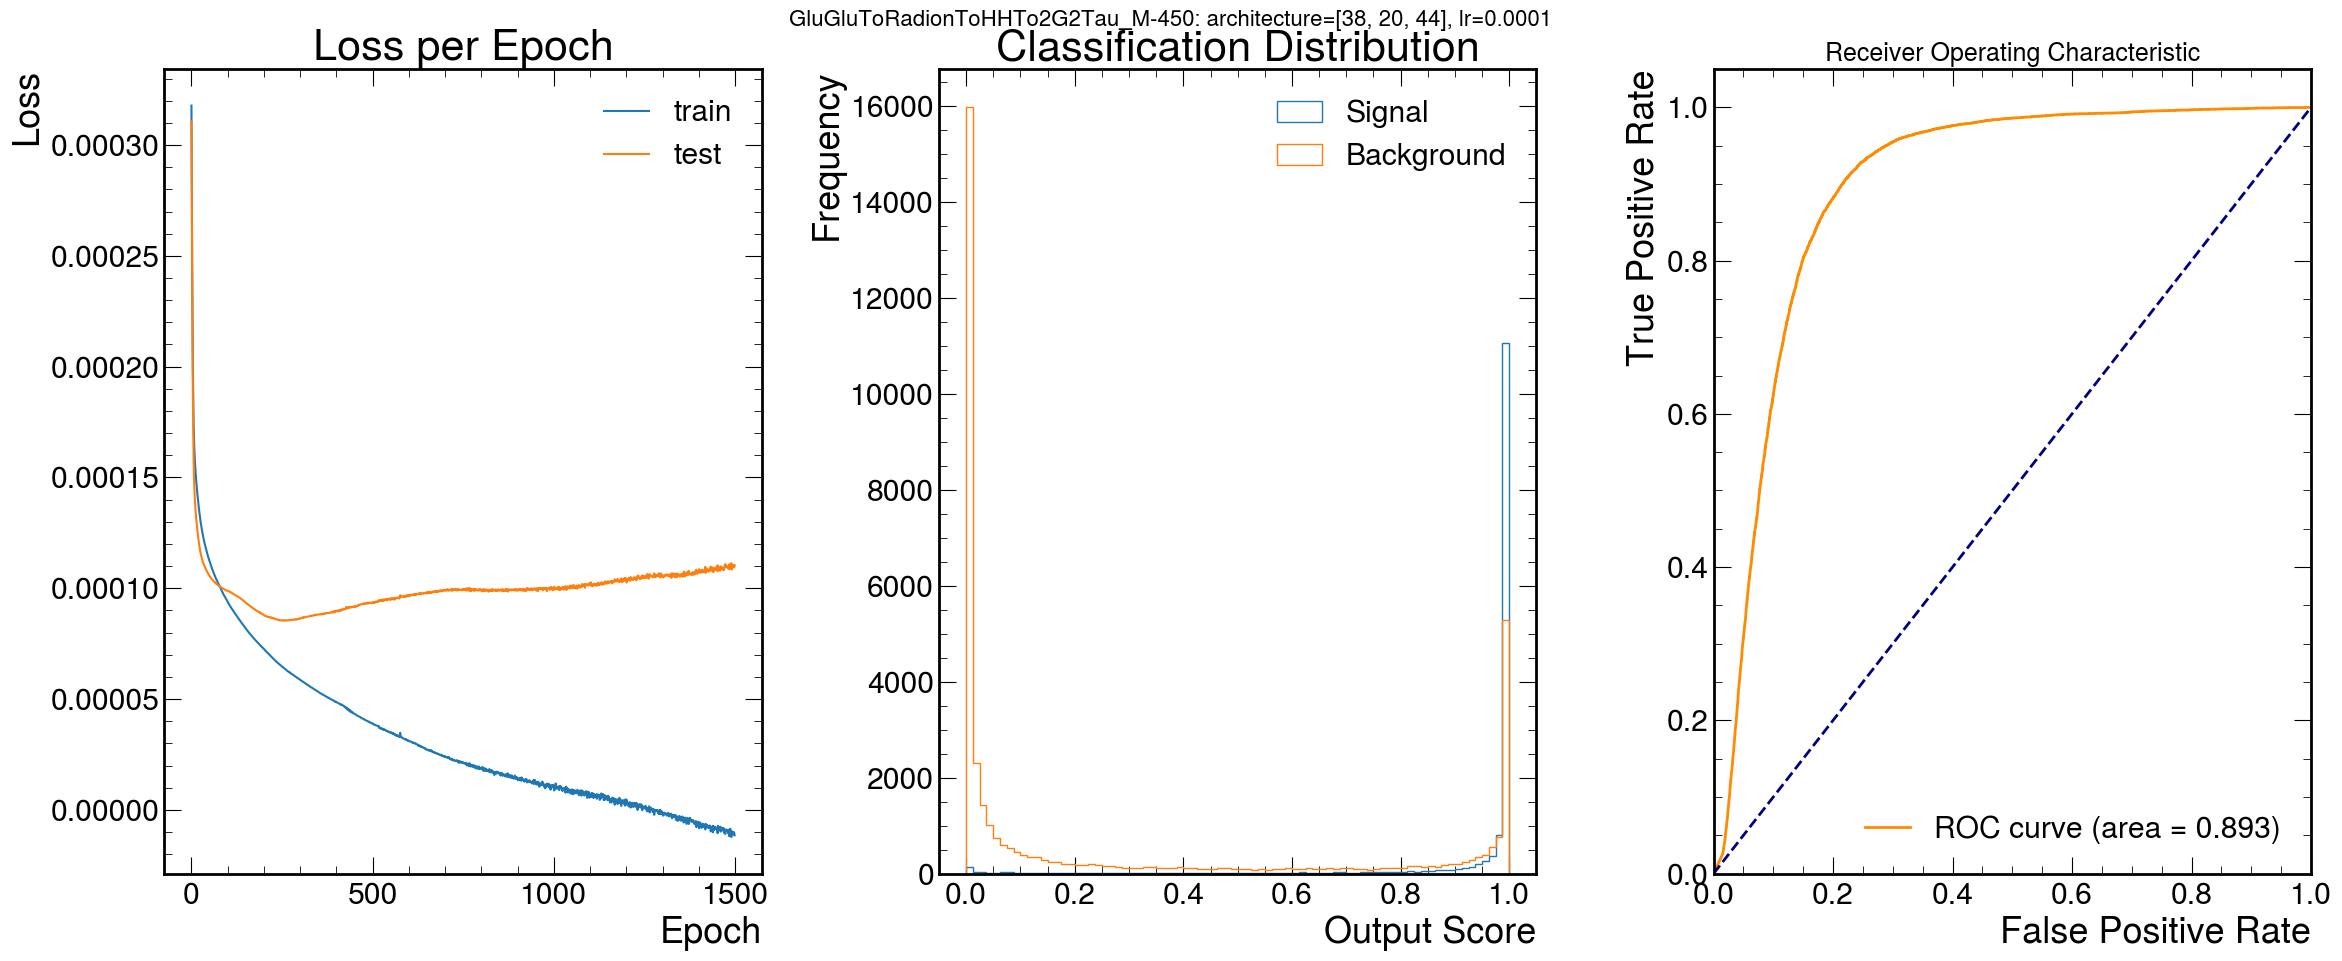 GluGluToRadionToHHTo2G2Tau_M-450: architecture=[38, 20, 44], lr=0.0001
Loss per Epoch
Loss
0.00030
0.00025
0.00020
0.00015
0.00010
0.00005
0.00000
train
test
0 500 1000 1500
Epoch
Classification Distribution
Frequency
16000
14000
12000
10000
8000
6000
4000
2000
0
Signal
Background
0.0 0.2 0.4 0.6 0.8 1.0
Output Score
Receiver Operating Characteristic
True Positive Rate
1.0
0.8
0.6
0.4
0.2
0.0
ROC curve (area = 0.893)
0.0 0.2 0.4 0.6 0.8 1.0
False Positive Rate